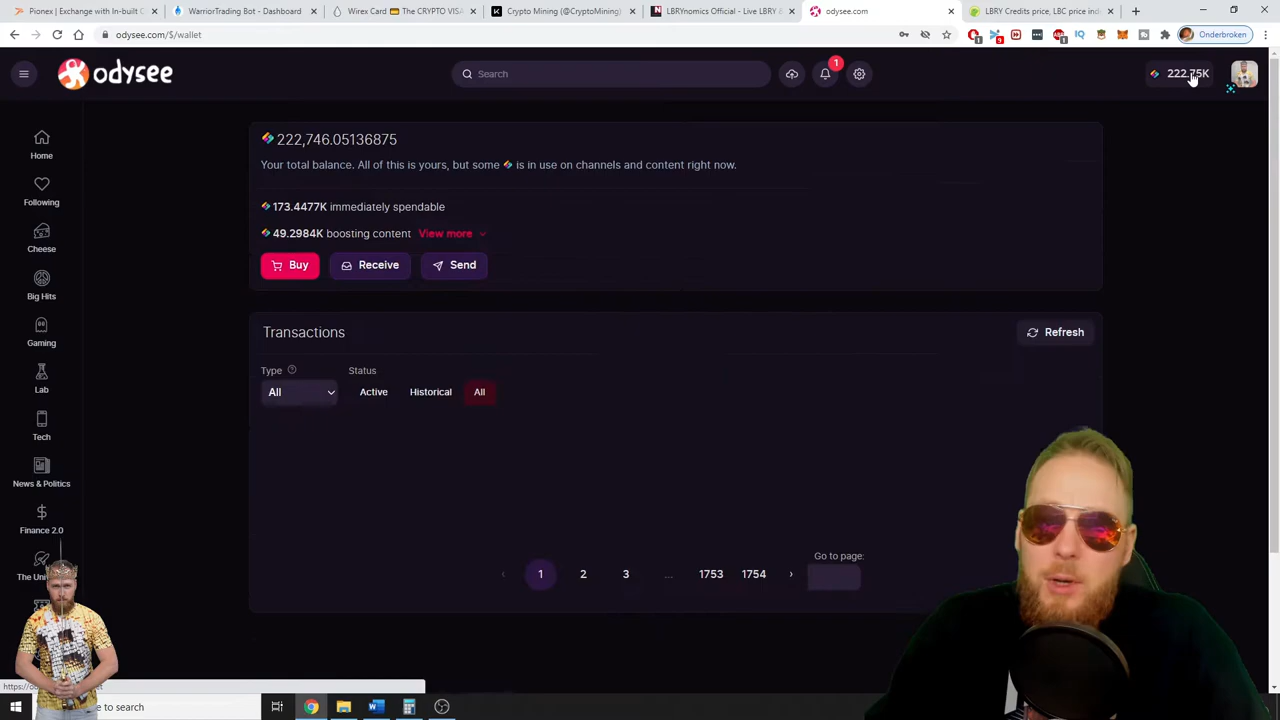 Pionex | Exchange with In-built C
WarriorTrading Bot - Dashboard
Wirex Card 💳 The CRYPTO VISA
Crypto Mining (@CryptoMining)
LBRYnomics Official - Live LBRY &
odysee.com
LBRY Credits price, LBC price inde
odysee.com/$/wallet
Onderbroken
odysee
Search
1
222.75K
222,746.05136875
Your total balance. All of this is yours, but some is in use on channels and content right now.
173.4477K immediately spendable
49.2984K boosting content View more
Buy Receive Send
Home
Following
Cheese
Big Hits
Gaming
Lab
Tech
News & Politics
Finance 2.0
Transactions
Refresh
Type Status
All Active Historical All
Go to page:
1 2 3 ... 1753 1754
e to search